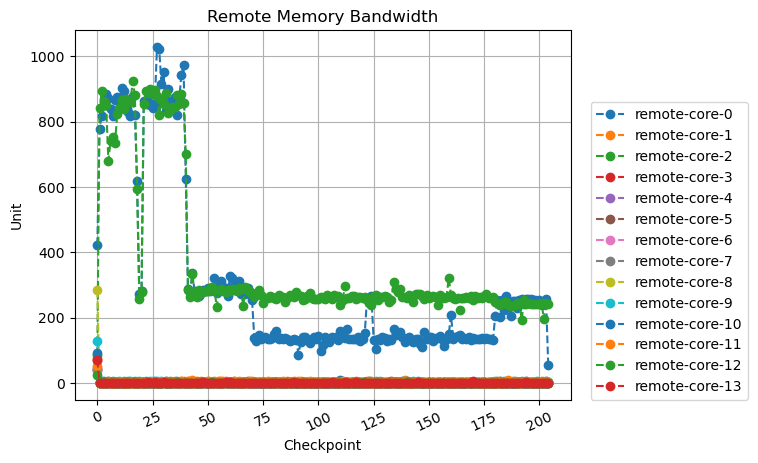 Remote Memory Bandwidth
Unit
1000
800
600
400
200
0
0 25 50 75 100 125 150 175 200
Checkpoint
remote-core-0
remote-core-1
remote-core-2
remote-core-3
remote-core-4
remote-core-5
remote-core-6
remote-core-7
remote-core-8
remote-core-9
remote-core-10
remote-core-11
remote-core-12
remote-core-13